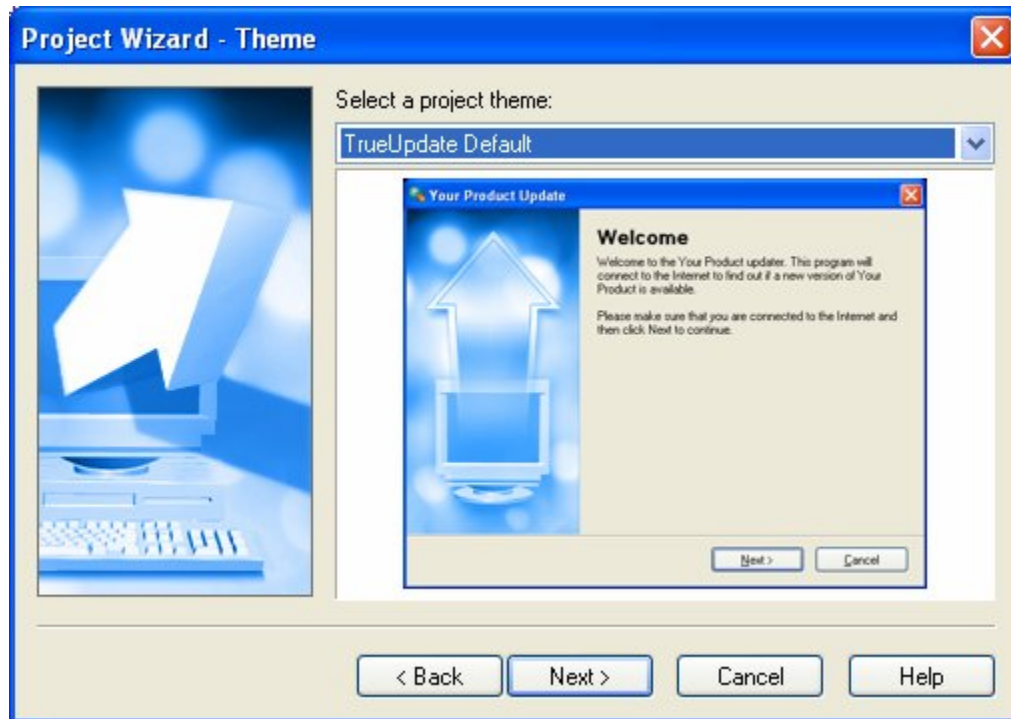 Project Wizard - Theme
Select a project theme:
TrueUpdate Default
Your Product Update
Welcome
Welcome to the Your Product updater. This program will
connect to the Internet to find out if a new version of Your
Product is available.
Please make sure that you are connected to the Internet and
then click Next to continue.
Next > Cancel
< Back Next > Cancel Help